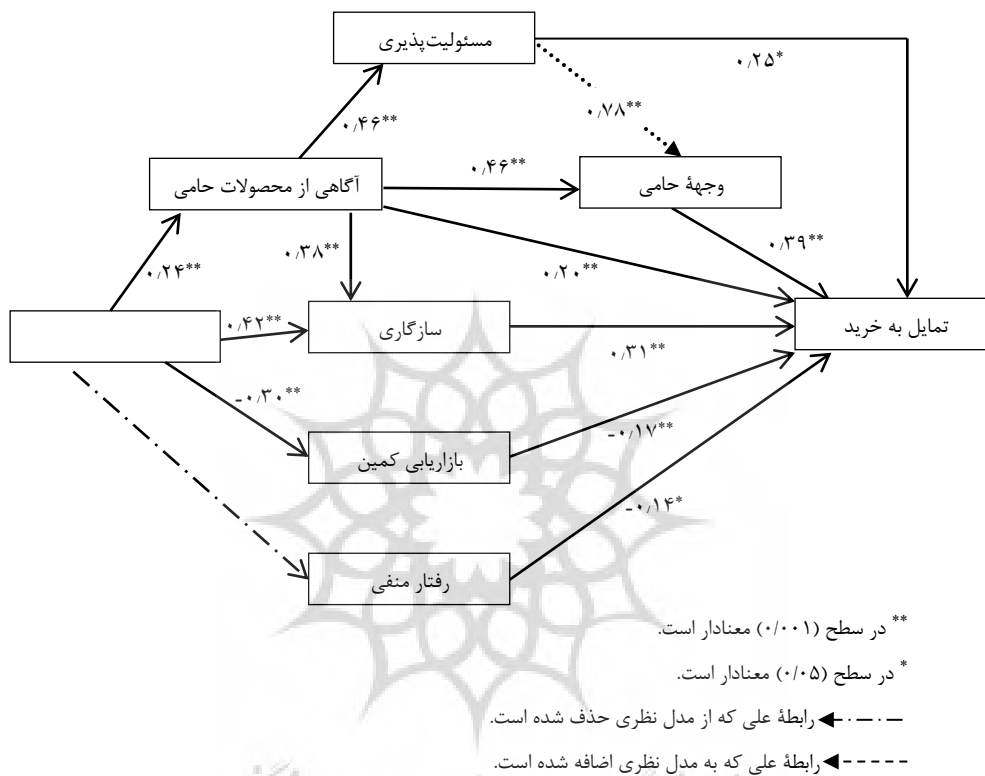 مسئولیت‌پذیری
۰/۲۵*
۰/۷۸**
۰/۴۶**
آگاهی از محصولات حامی
۰/۴۶**
وجههٔ حامی
۰/۲۴**
۰/۳۸**
۰/۲۰**
۰/۳۹**
۰/۴۲**
سازگاری
تمایل به خرید
۰/۳۱**
-۰/۳۰**
بازاریابی کمین
-۰/۱۷**
-۰/۱۴*
رفتار منفی
** در سطح (۰/۰۰۱) معنادار است.
* در سطح (۰/۰۵) معنادار است.
رابطهٔ علی که از مدل نظری حذف شده است.
رابطهٔ علی که به مدل نظری اضافه شده است.